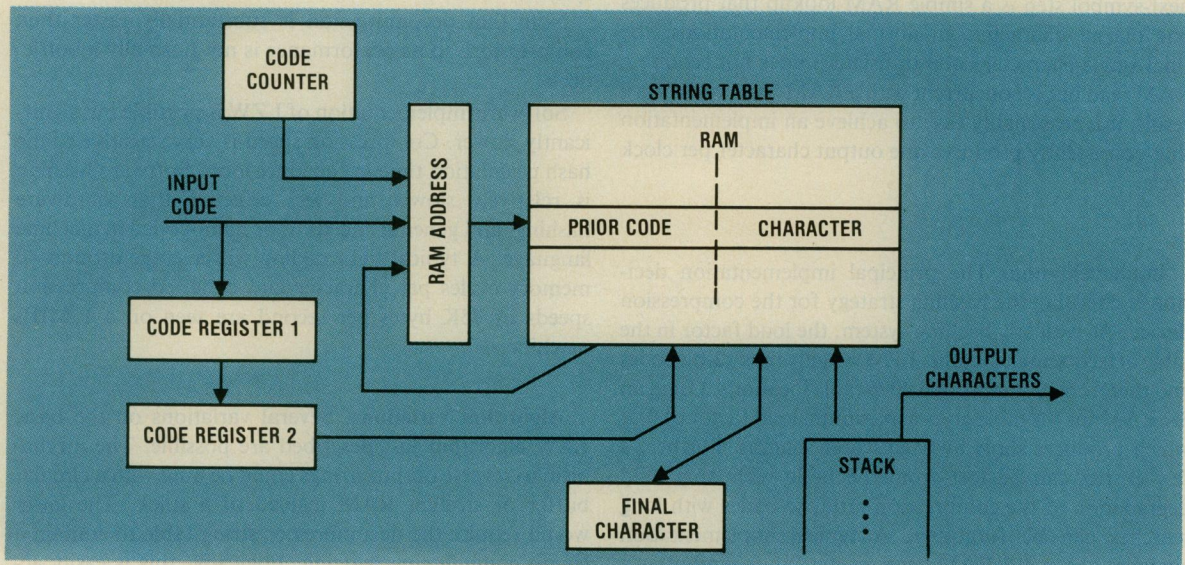 CODE
COUNTER
STRING TABLE
RAM
INPUT
CODE
RAM ADDRESS
PRIOR CODE
CHARACTER
CODE REGISTER 1
CODE REGISTER 2
OUTPUT
CHARACTERS
STACK
FINAL
CHARACTER